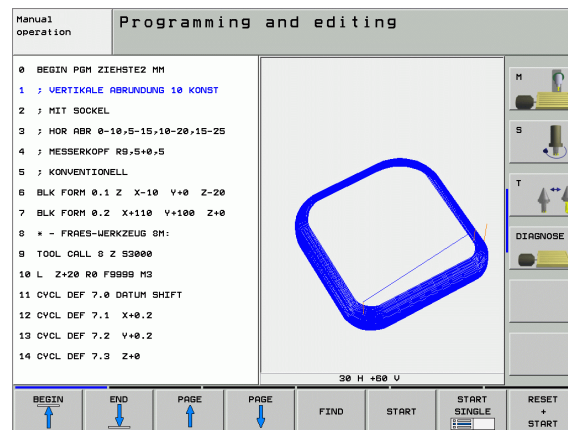 Manual
operation
Programming and editing
0 BEGIN PGM ZIEHSTE2 MM
1 ; VERTIKALE ABRUNDUNG 10 KONST
2 ; MIT SOCKEL
3 ; HOR ABR 0-10,5-15,10-20,15-25
4 ; MESSERKOPF R9,5+0,5
5 ; KONVENTIONELL
6 BLK FORM 0.1 Z X-10 Y+0 Z-20
7 BLK FORM 0.2 X+110 Y+100 Z+0
8 * - FRAES-WERKZEUG 8M:
9 TOOL CALL 8 Z S3000
10 L Z+20 R0 F9999 M3
11 CYCL DEF 7.0 DATUM SHIFT
12 CYCL DEF 7.1 X+0.2
13 CYCL DEF 7.2 Y+0.2
14 CYCL DEF 7.3 Z+0
30 H +60 V
M
S
T
DIAGNOSE
BEGIN
END
PAGE
PAGE
FIND
START
START
SINGLE
RESET
+
START